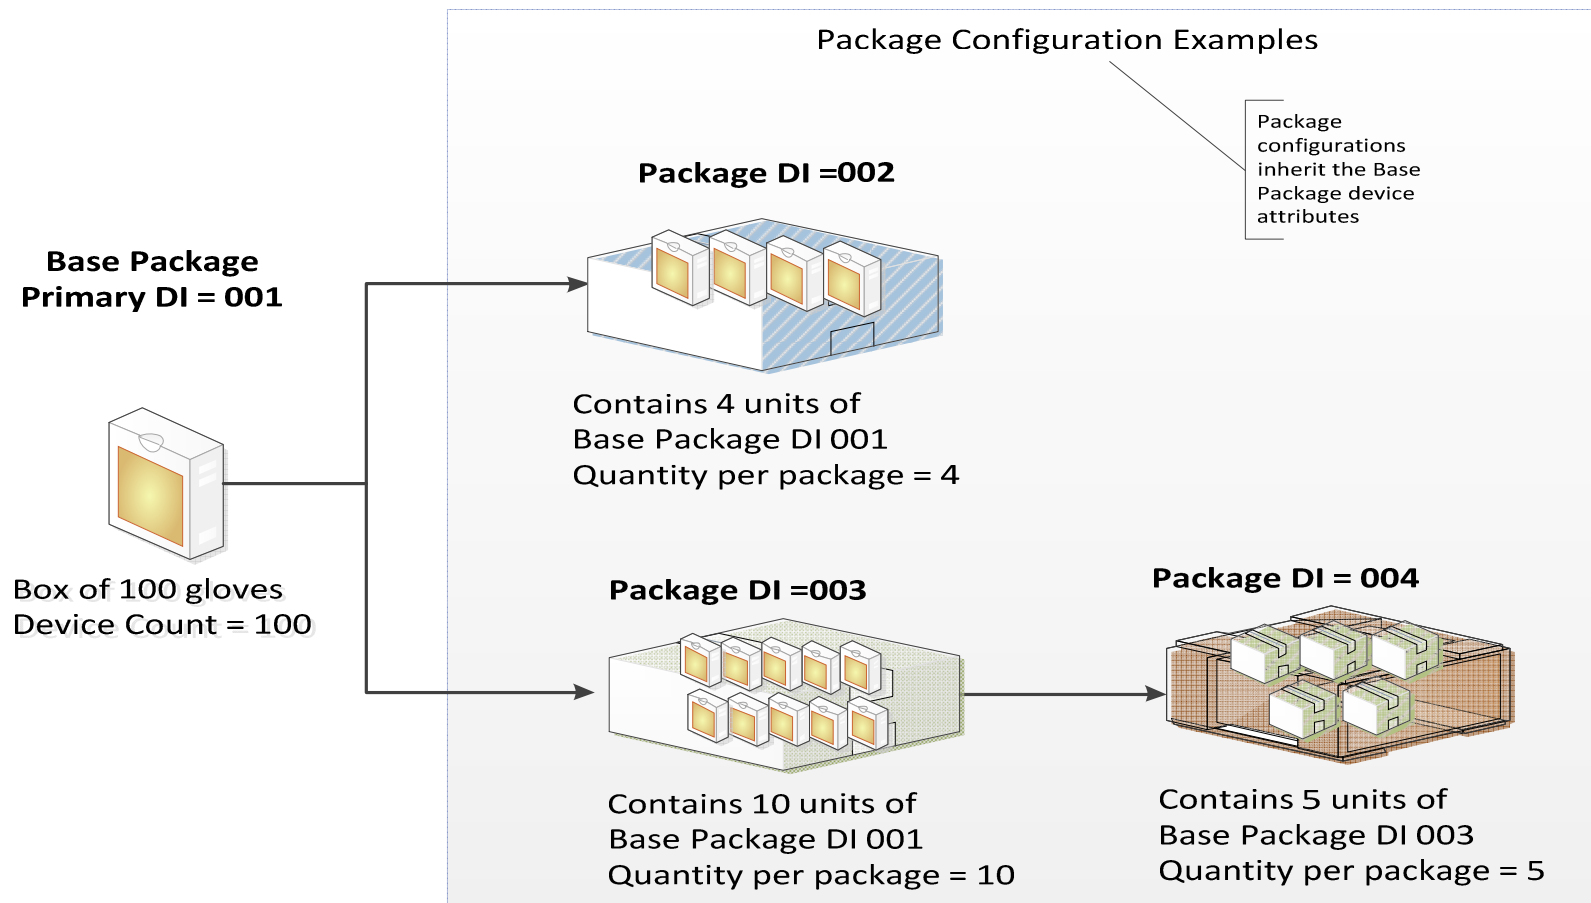 Package Configuration Examples
Package
configurations
inherit the Base
Package device
attributes
Package DI =002
Base Package
Primary DI = 001
Contains 4 units of
Base Package DI 001
Quantity per package = 4
Box of 100 gloves
Device Count = 100
Package DI =003
Contains 10 units of
Base Package DI 001
Quantity per package = 10
Package DI = 004
Contains 5 units of
Base Package DI 003
Quantity per package = 5